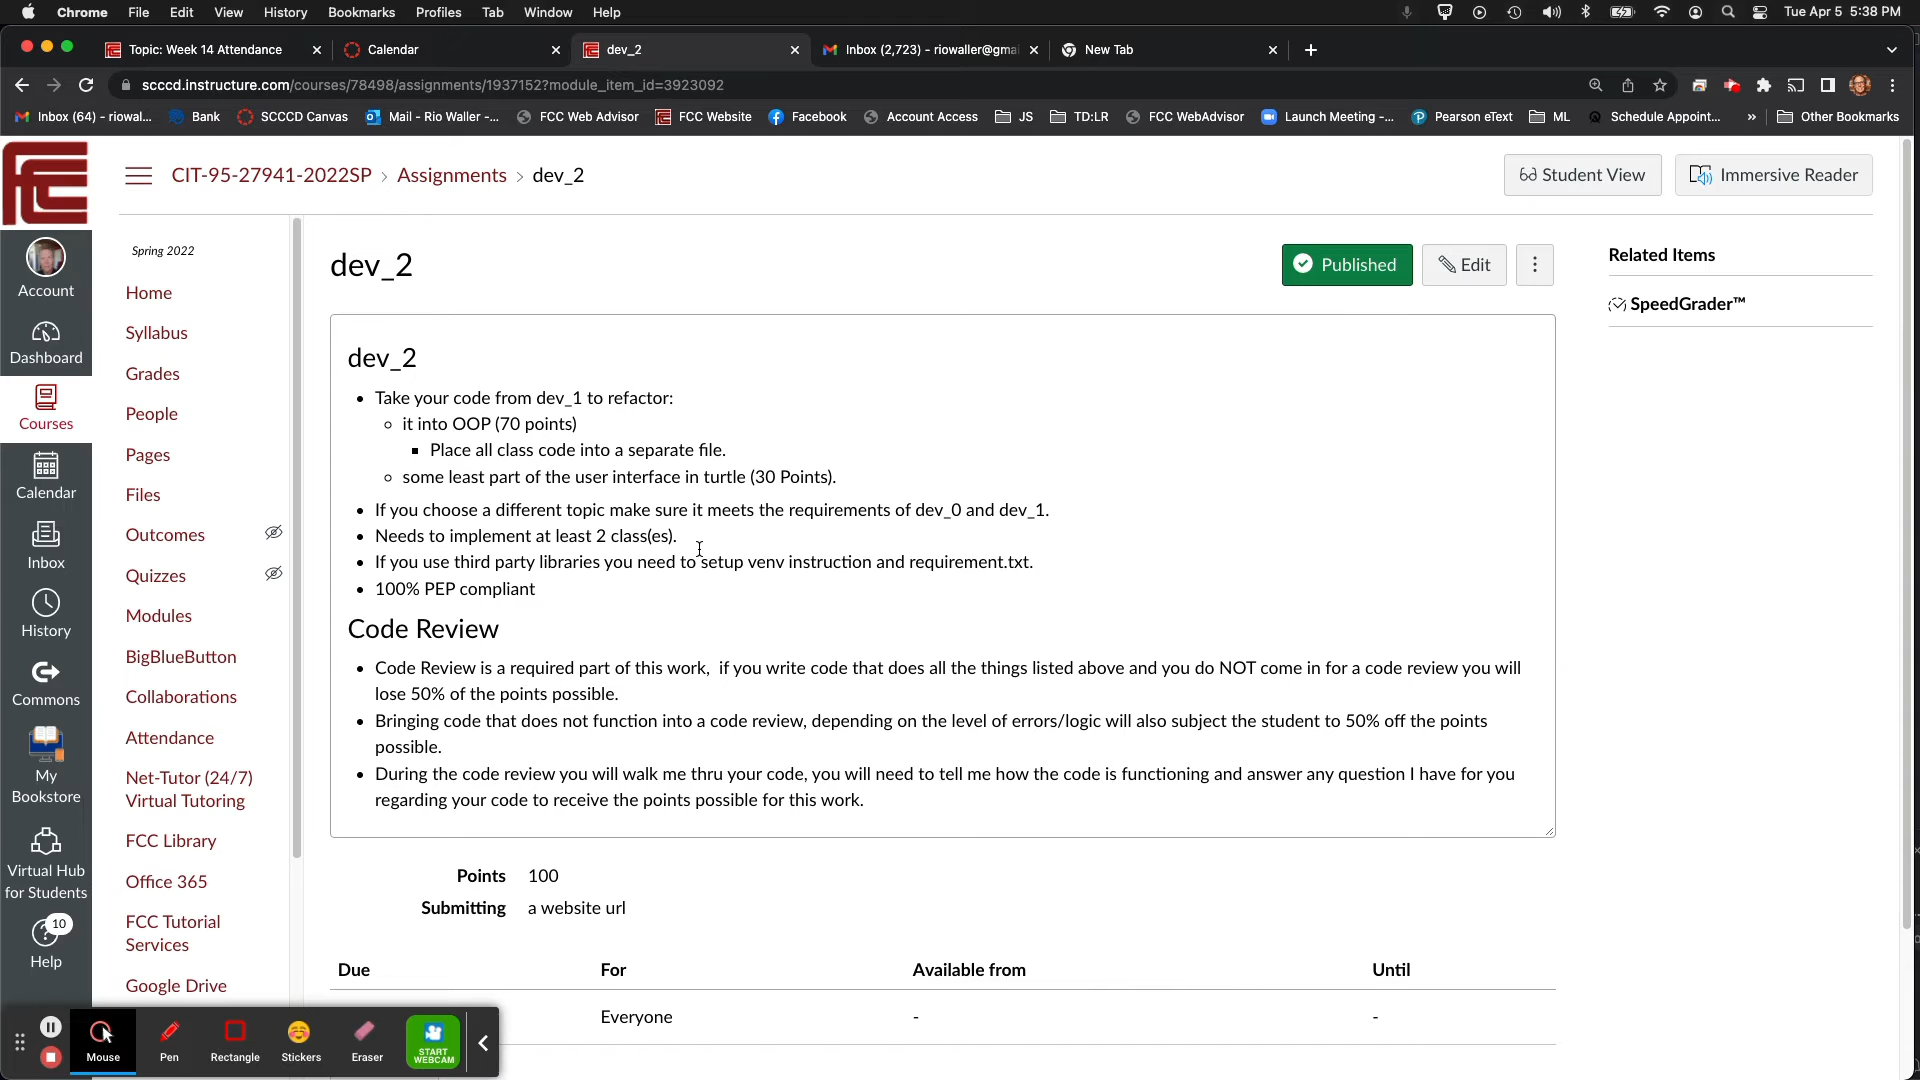 Chrome File Edit View History Bookmarks Profiles Tab Window Help Tue Apr 5 5:38 PM
Topic: Week 14 Attendance Calendar dev_2 Inbox (2,723) - riowaller@gma New Tab
scccd.instructure.com/courses/78498/assignments/1937152?module_item_id=3923092
Inbox (64) - riowal... Bank SCCCD Canvas Mail - Rio Waller -... FCC Web Advisor FCC Website Facebook Account Access JS TD:LR FCC WebAdvisor Launch Meeting -... Pearson eText ML Schedule Appoint... » Other Bookmarks
CIT-95-27941-2022SP › Assignments › dev_2
Student View
Immersive Reader
Account
Dashboard
Courses
Calendar
Inbox
History
Commons
My
Bookstore
Virtual Hub
for Students
10
Help
Spring 2022
Home
Syllabus
Grades
People
Pages
Files
Outcomes
Quizzes
Modules
BigBlueButton
Collaborations
Attendance
Net-Tutor (24/7)
Virtual Tutoring
FCC Library
Office 365
FCC Tutorial
Services
Google Drive
dev_2
Published
Edit
Related Items
SpeedGrader™
dev_2
• Take your code from dev_1 to refactor:
◦ it into OOP (70 points)
▪ Place all class code into a separate file.
◦ some least part of the user interface in turtle (30 Points).
• If you choose a different topic make sure it meets the requirements of dev_0 and dev_1.
• Needs to implement at least 2 class(es).
• If you use third party libraries you need to setup venv instruction and requirement.txt.
• 100% PEP compliant
Code Review
• Code Review is a required part of this work,  if you write code that does all the things listed above and you do NOT come in for a code review you will
lose 50% of the points possible.
• Bringing code that does not function into a code review, depending on the level of errors/logic will also subject the student to 50% off the points
possible.
• During the code review you will walk me thru your code, you will need to tell me how the code is functioning and answer any question I have for you
regarding your code to receive the points possible for this work.
Points 100
Submitting a website url
Due For Available from Until
Everyone - -
Mouse Pen Rectangle Stickers Eraser START
WEBCAM